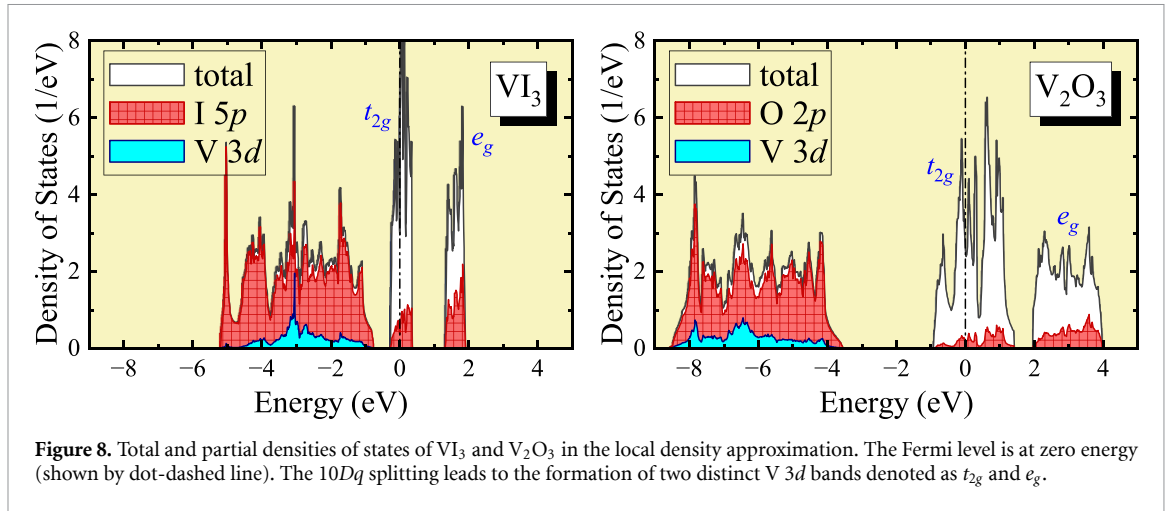 8
6
4
2
0
Density of States (1/eV)
total
I 5p
V 3d
VI₃
t₂g
e_g
−8 −6 −4 −2 0 2 4
Energy (eV)
8
6
4
2
0
Density of States (1/eV)
total
O 2p
V 3d
V₂O₃
t₂g
e_g
−8 −6 −4 −2 0 2 4
Energy (eV)
Figure 8. Total and partial densities of states of VI₃ and V₂O₃ in the local density approximation. The Fermi level is at zero energy
(shown by dot-dashed line). The 10Dq splitting leads to the formation of two distinct V 3d bands denoted as t₂g and e_g.